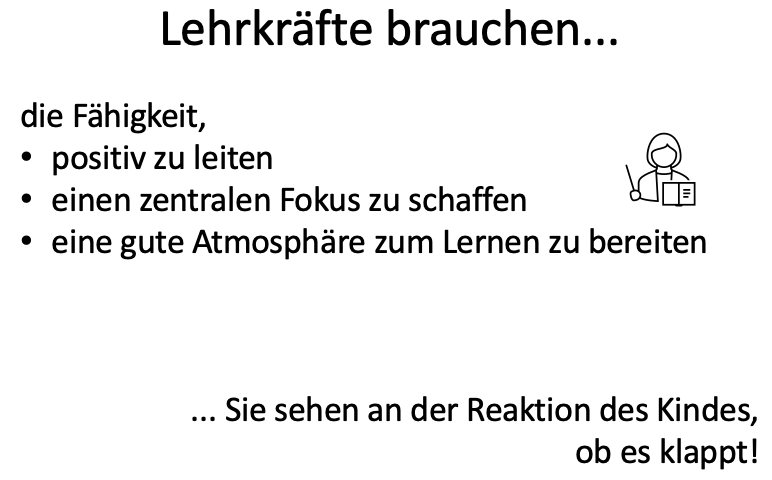 Lehrkräfte brauchen...
die Fähigkeit,
• positiv zu leiten
• einen zentralen Fokus zu schaffen
• eine gute Atmosphäre zum Lernen zu bereiten
... Sie sehen an der Reaktion des Kindes,
ob es klappt!